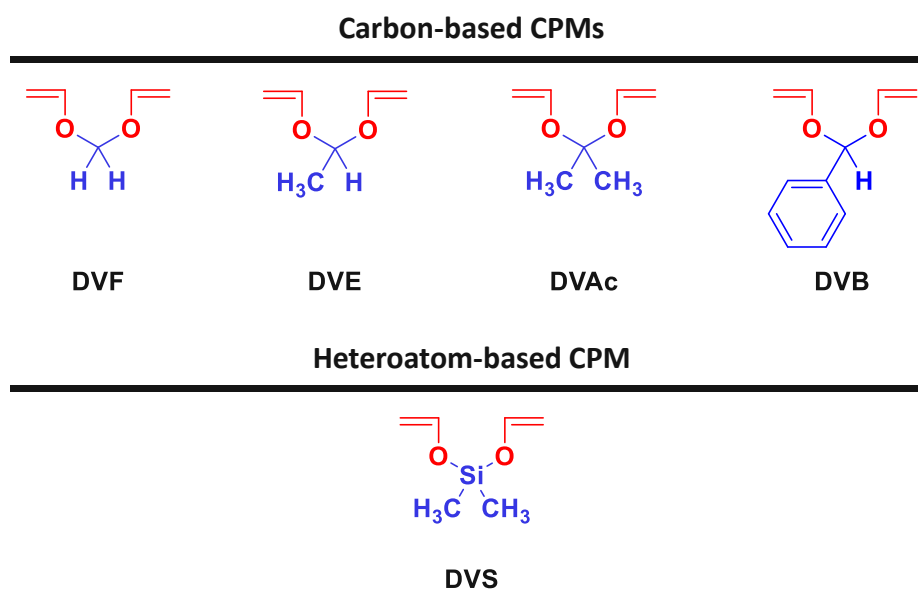 Carbon-based CPMs
O O O O O O O O
H H H₃C H H₃C CH₃ H
DVF DVE DVAc DVB
Heteroatom-based CPM
O O
Si
H₃C CH₃
DVS